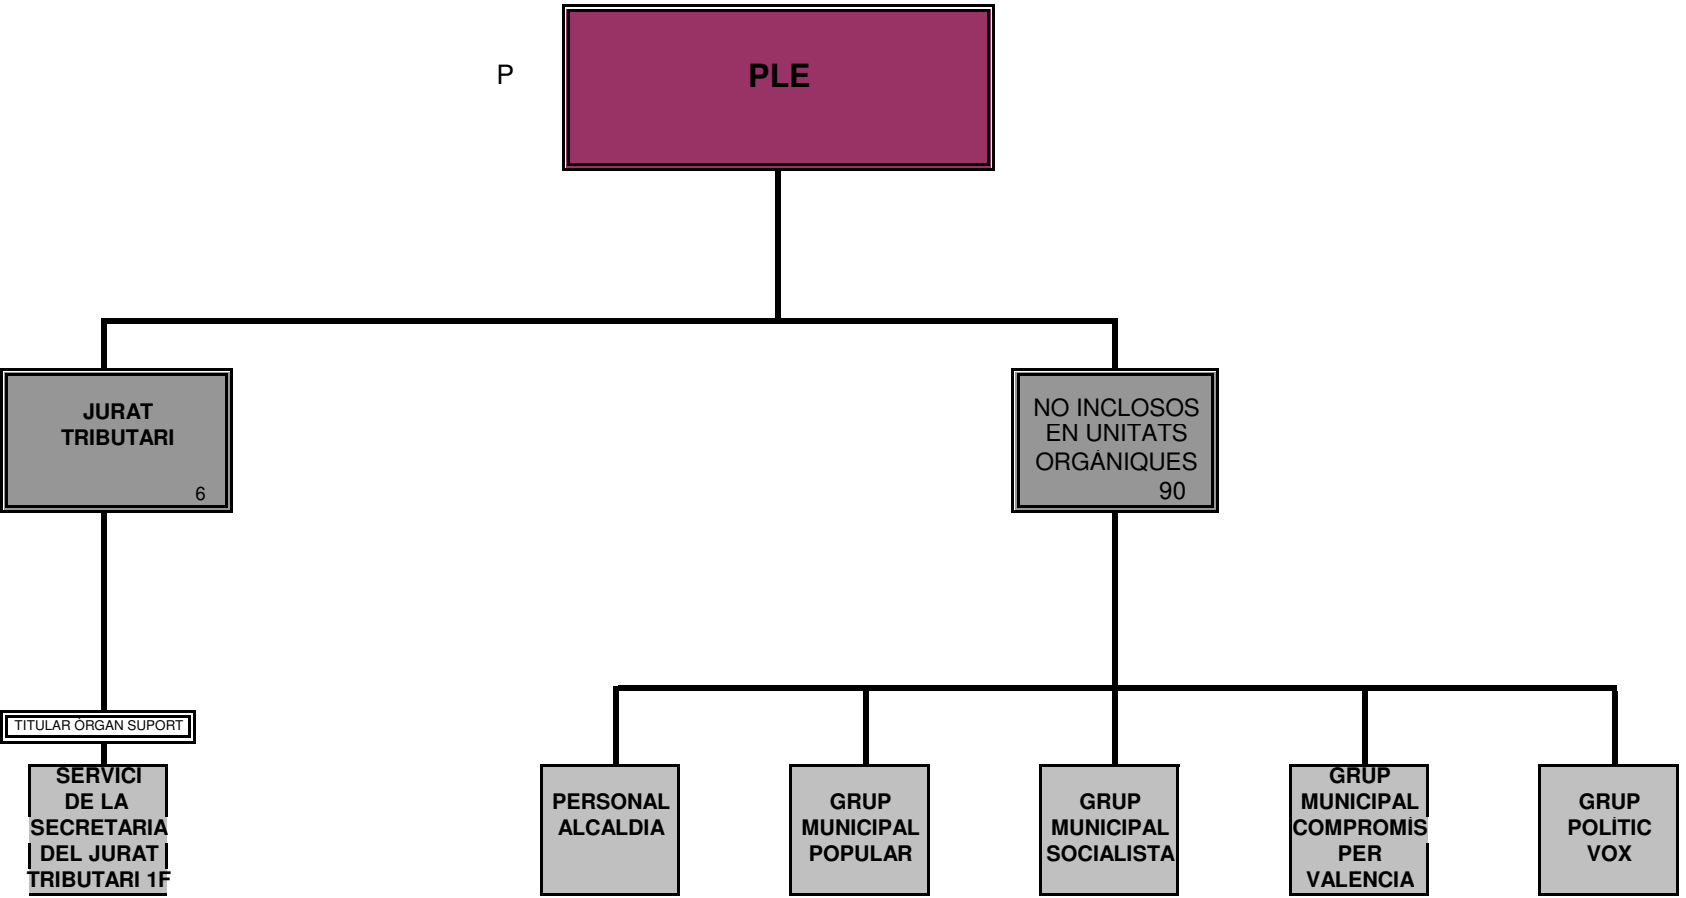 P
PLE
JURAT
TRIBUTARI
6
NO INCLOSOS
EN UNITATS
ORGÀNIQUES
90
TITULAR ÒRGAN SUPORT
SERVICI
DE LA
SECRETARIA
DEL JURAT
TRIBUTARI 1F
PERSONAL
ALCALDIA
GRUP
MUNICIPAL
POPULAR
GRUP
MUNICIPAL
SOCIALISTA
GRUP
MUNICIPAL
COMPROMÍS
PER
VALENCIA
GRUP
POLÍTIC
VOX